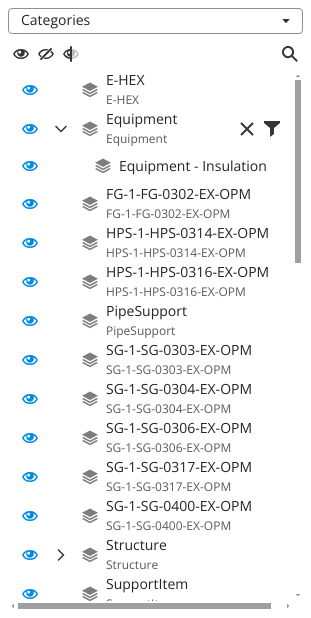 Categories
E-HEX
E-HEX
Equipment
Equipment
Equipment - Insulation
FG-1-FG-0302-EX-OPM
FG-1-FG-0302-EX-OPM
HPS-1-HPS-0314-EX-OPM
HPS-1-HPS-0314-EX-OPM
HPS-1-HPS-0316-EX-OPM
HPS-1-HPS-0316-EX-OPM
PipeSupport
PipeSupport
SG-1-SG-0303-EX-OPM
SG-1-SG-0303-EX-OPM
SG-1-SG-0304-EX-OPM
SG-1-SG-0304-EX-OPM
SG-1-SG-0306-EX-OPM
SG-1-SG-0306-EX-OPM
SG-1-SG-0317-EX-OPM
SG-1-SG-0317-EX-OPM
SG-1-SG-0400-EX-OPM
SG-1-SG-0400-EX-OPM
Structure
Structure
SupportItem